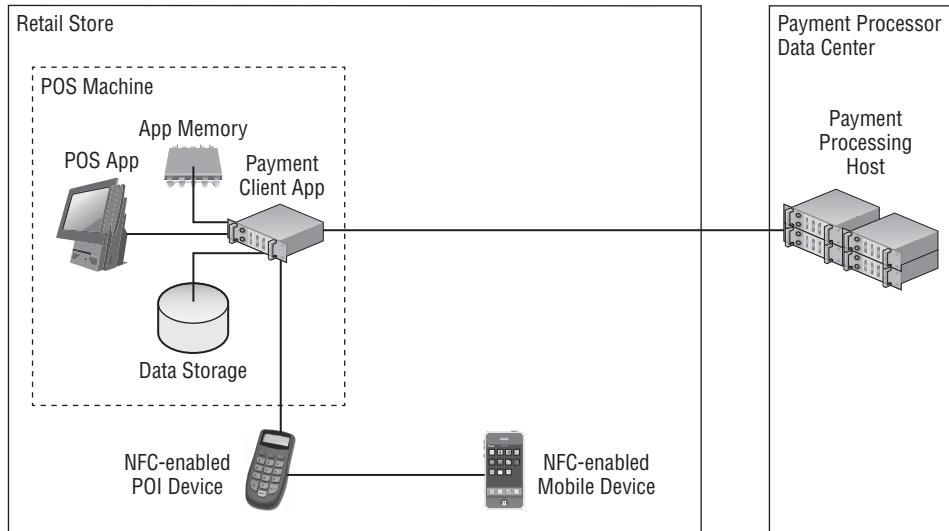 Retail Store
POS Machine
App Memory
POS App
Payment
Client App
Data Storage
NFC-enabled
POI Device
NFC-enabled
Mobile Device
Payment Processor
Data Center
Payment
Processing
Host